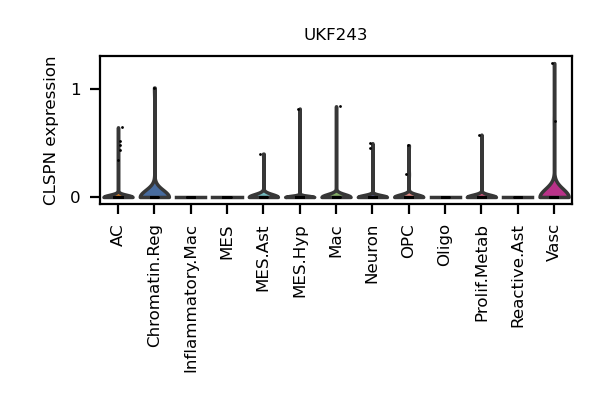 UKF243
CLSPN expression
1
0
AC
Chromatin.Reg
Inflammatory.Mac
MES
MES.Ast
MES.Hyp
Mac
Neuron
OPC
Oligo
Prolif.Metab
Reactive.Ast
Vasc